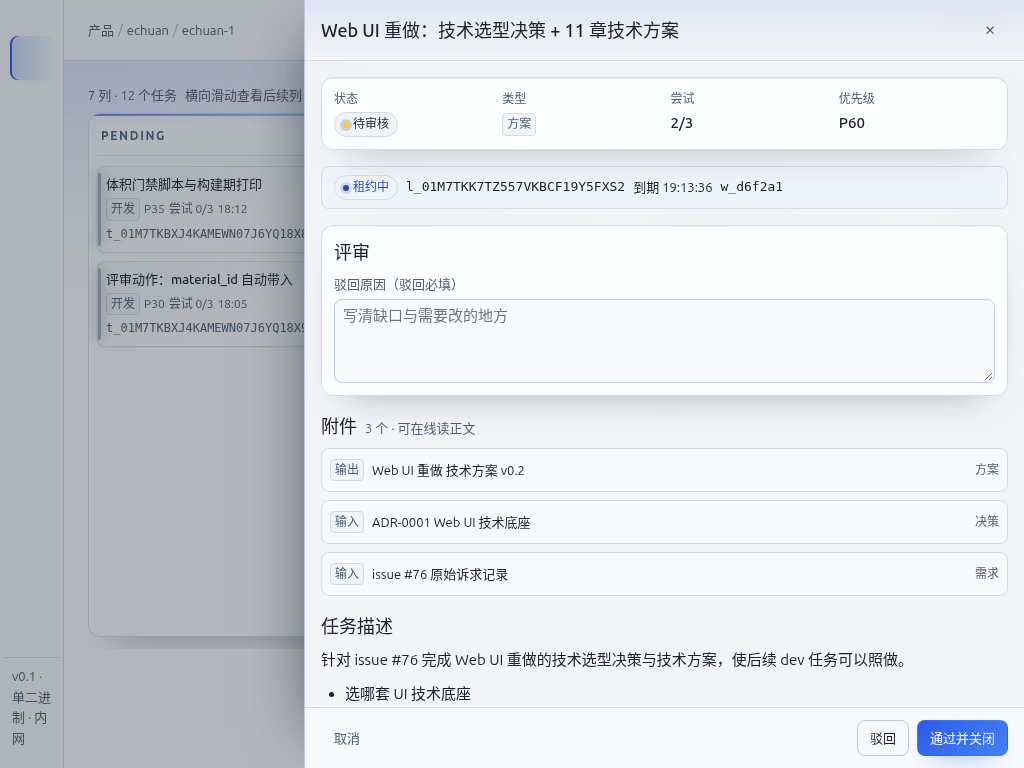 产品 / echuan / echuan-1
7 列 · 12 个任务 横向滑动查看后续列
PENDING
体积门禁脚本与构建期打印
开发 P35 尝试 0/3 18:12
t_01M7TKBXJ4KAMEWN07J6YQ18X
评审动作：material_id 自动带入
开发 P30 尝试 0/3 18:05
t_01M7TKBXJ4KAMEWN07J6YQ18X
v0.1 ·
单二进
制 · 内
网
Web UI 重做：技术选型决策 + 11 章技术方案
×
状态 类型 尝试 优先级
待审核 方案 2/3 P60
租约中 l_01M7TKK7TZ557VKBCF19Y5FXS2 到期 19:13:36 w_d6f2a1
评审
驳回原因（驳回必填）
写清缺口与需要改的地方
附件 3 个 · 可在线读正文
输出 Web UI 重做 技术方案 v0.2 方案
输入 ADR-0001 Web UI 技术底座 决策
输入 issue #76 原始诉求记录 需求
任务描述
针对 issue #76 完成 Web UI 重做的技术选型决策与技术方案，使后续 dev 任务可以照做。
• 选哪套 UI 技术底座
取消 驳回 通过并关闭